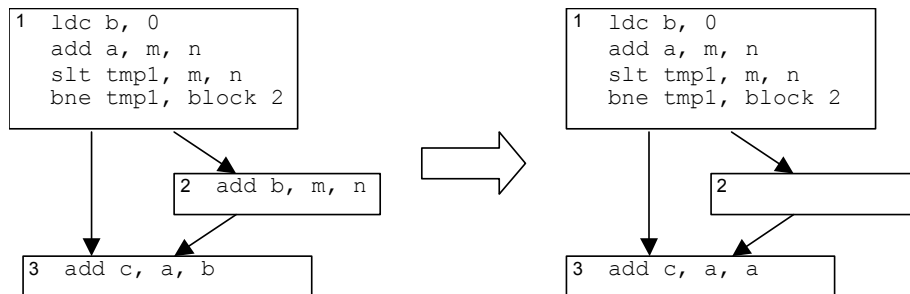 1 ldc b, 0
add a, m, n
slt tmp1, m, n
bne tmp1, block 2
2 add b, m, n
3 add c, a, b
1 ldc b, 0
add a, m, n
slt tmp1, m, n
bne tmp1, block 2
2
3 add c, a, a